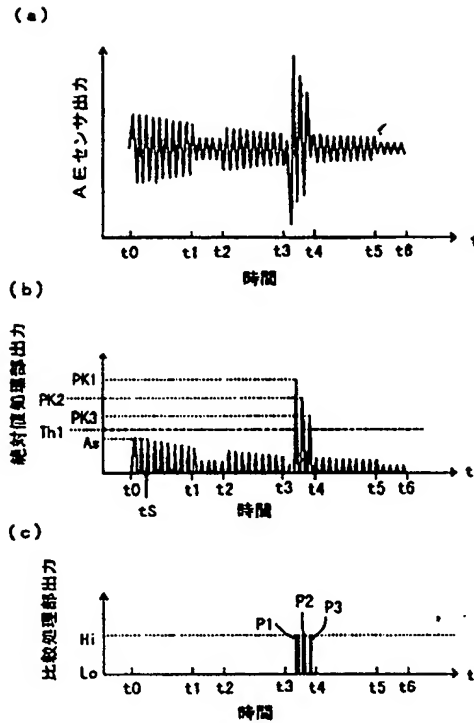 (a)
AEセンサ出力
t
t0 t1 t2 t3 t4 t5 t6
時間
(b)
絶対値処理部出力
PK1
PK2
PK3
Th1
As
t
t0 t1 t2 t3 t4 t5 t6
tS
時間
(c)
比較処理部出力
P2
P1 P3
Hi
Lo
t
t0 t1 t2 t3 t4 t5 t6
時間